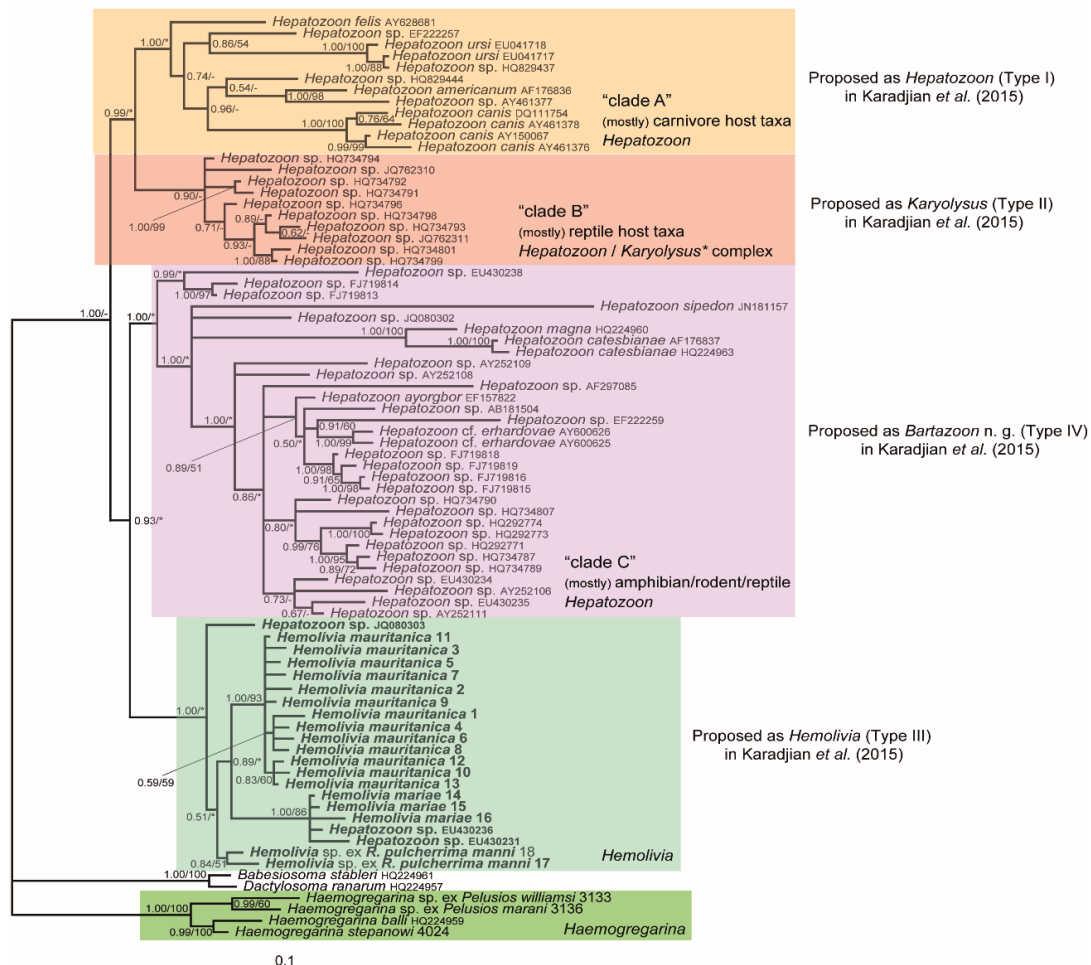 Hepatozoon felis AY628681
Hepatozoon sp. EF222257
0.86/54
1.00/*
Hepatozoon ursi EU041718
1.00/100
Hepatozoon ursi EU041717
1.00/88
Hepatozoon sp. HQ829437
0.74/-
Hepatozoon sp. HQ829444
0.54/-
Hepatozoon americanum AF176836
1.00/98
Hepatozoon sp. AY461377
0.96/-
0.99/*
Hepatozoon canis DQ111754
0.76/64
Hepatozoon canis AY461378
1.00/100
Hepatozoon canis AY150067
0.99/99
Hepatozoon canis AY461376
"clade A"
(mostly) carnivore host taxa
Hepatozoon
Proposed as Hepatozoon (Type I)
in Karadjian et al. (2015)
Hepatozoon sp. HQ734794
Hepatozoon sp. JQ762310
Hepatozoon sp. HQ734792
0.90/-
Hepatozoon sp. HQ734791
1.00/99
Hepatozoon sp. HQ734796
Hepatozoon sp. HQ734798
0.89/-
0.71/-
Hepatozoon sp. HQ734793
0.62/-
Hepatozoon sp. JQ762311
0.93/-
Hepatozoon sp. HQ734801
1.00/88
Hepatozoon sp. HQ734799
"clade B"
(mostly) reptile host taxa
Hepatozoon / Karyolysus* complex
Proposed as Karyolysus (Type II)
in Karadjian et al. (2015)
Hepatozoon sp. EU430238
0.99/*
Hepatozoon sp. FJ719814
1.00/97
Hepatozoon sp. FJ719813
Hepatozoon sipedon JN181157
1.00/-
1.00/*
Hepatozoon sp. JQ080302
Hepatozoon magna HQ224960
1.00/100
Hepatozoon catesbianae AF176837
1.00/100
Hepatozoon catesbianae HQ224963
1.00/*
Hepatozoon sp. AY252109
Hepatozoon sp. AY252108
Hepatozoon sp. AF297085
Hepatozoon ayorgbor EF157822
Hepatozoon sp. AB181504
1.00/*
Hepatozoon sp. EF222259
0.91/60
Hepatozoon cf. erhardovae AY600626
0.50/*
1.00/99
Hepatozoon cf. erhardovae AY600625
Hepatozoon sp. FJ719818
0.89/51
1.00/98
Hepatozoon sp. FJ719819
0.91/65
Hepatozoon sp. FJ719816
1.00/98
Hepatozoon sp. FJ719815
0.86/*
Hepatozoon sp. HQ734790
Hepatozoon sp. HQ734807
0.80/*
Hepatozoon sp. HQ292774
1.00/100
Hepatozoon sp. HQ292773
0.99/76
Hepatozoon sp. HQ292771
1.00/95
Hepatozoon sp. HQ734787
0.89/72
Hepatozoon sp. HQ734789
0.93/*
Hepatozoon sp. EU430234
Hepatozoon sp. AY252106
0.73/-
Hepatozoon sp. EU430235
0.67/-
Hepatozoon sp. AY252111
"clade C"
(mostly) amphibian/rodent/reptile
Hepatozoon
Proposed as Bartazoon n. g. (Type IV)
in Karadjian et al. (2015)
Hepatozoon sp. JQ080303
Hemolivia mauritanica 11
Hemolivia mauritanica 3
Hemolivia mauritanica 5
Hemolivia mauritanica 7
Hemolivia mauritanica 2
1.00/93
Hemolivia mauritanica 9
Hemolivia mauritanica 1
1.00/*
Hemolivia mauritanica 4
Hemolivia mauritanica 6
Hemolivia mauritanica 8
0.89/*
Hemolivia mauritanica 12
Hemolivia mauritanica 10
0.59/59
0.83/60
Hemolivia mauritanica 13
Hemolivia mariae 14
Hemolivia mariae 15
1.00/86
Hemolivia mariae 16
0.51/*
Hepatozoon sp. EU430236
Hepatozoon sp. EU430231
Hemolivia sp. ex R. pulcherrima manni 18
0.84/51
Hemolivia sp. ex R. pulcherrima manni 17
Hemolivia
Proposed as Hemolivia (Type III)
in Karadjian et al. (2015)
1.00/100
Babesiosoma stableri HQ224961
Dactylosoma ranarum HQ224957
Haemogregarina sp. ex Pelusios williamsi 3133
0.99/60
1.00/100
Haemogregarina sp. ex Pelusios marani 3136
Haemogregarina balli HQ224959
0.99/100
Haemogregarina stepanowi 4024
Haemogregarina
0.1